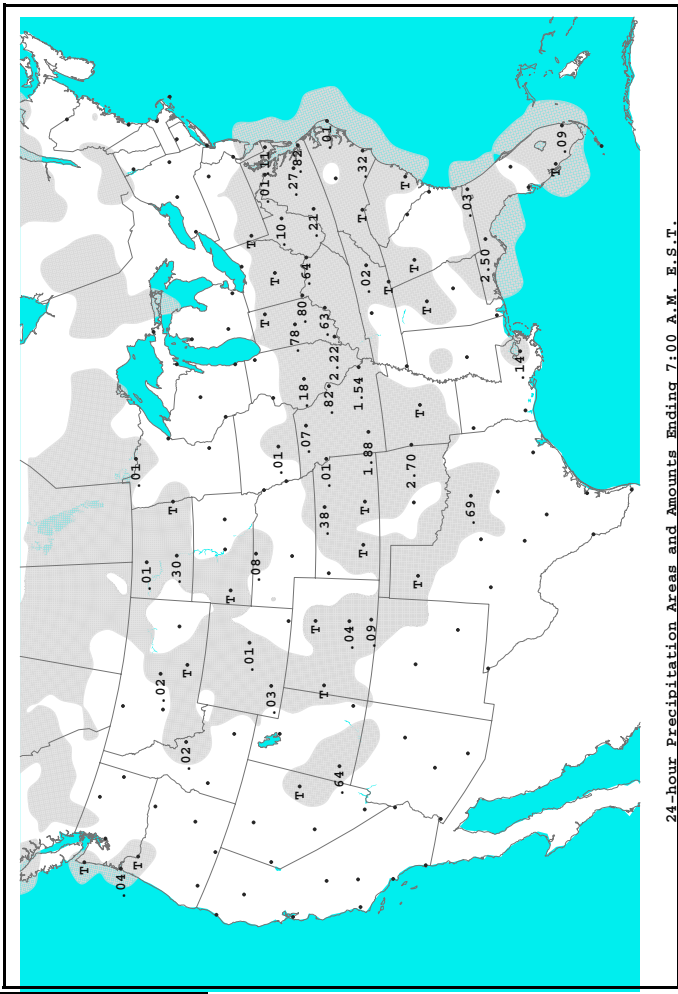 T
.04
T
.01
.01
.02
T
.30
.02
T
T
.01
T
.08
T
.01
.11
.03
T
.01
.10
.27
.82
.78
T
.80
.18
.07
.64
.21
T
T
.63
.38
.01
.01
.82
2.22
.64
.04
1.54
.32
T
T
T
.02
1.88
.09
T
T
2.70
T
T
T
T
.03
.69
2.50
.14
T
.09
24-hour Precipitation Areas and Amounts Ending 7:00 A.M. E.S.T.